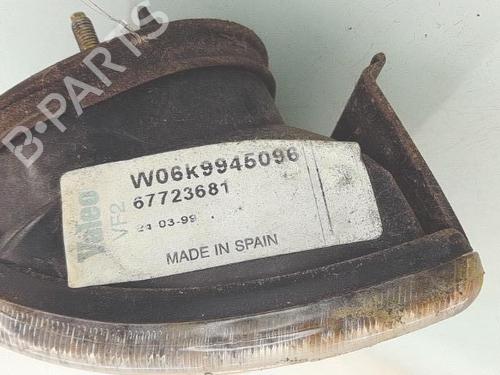 B-PARTS
Valeo
VF2
W06K9945096
67723681
24-03-99
MADE IN SPAIN